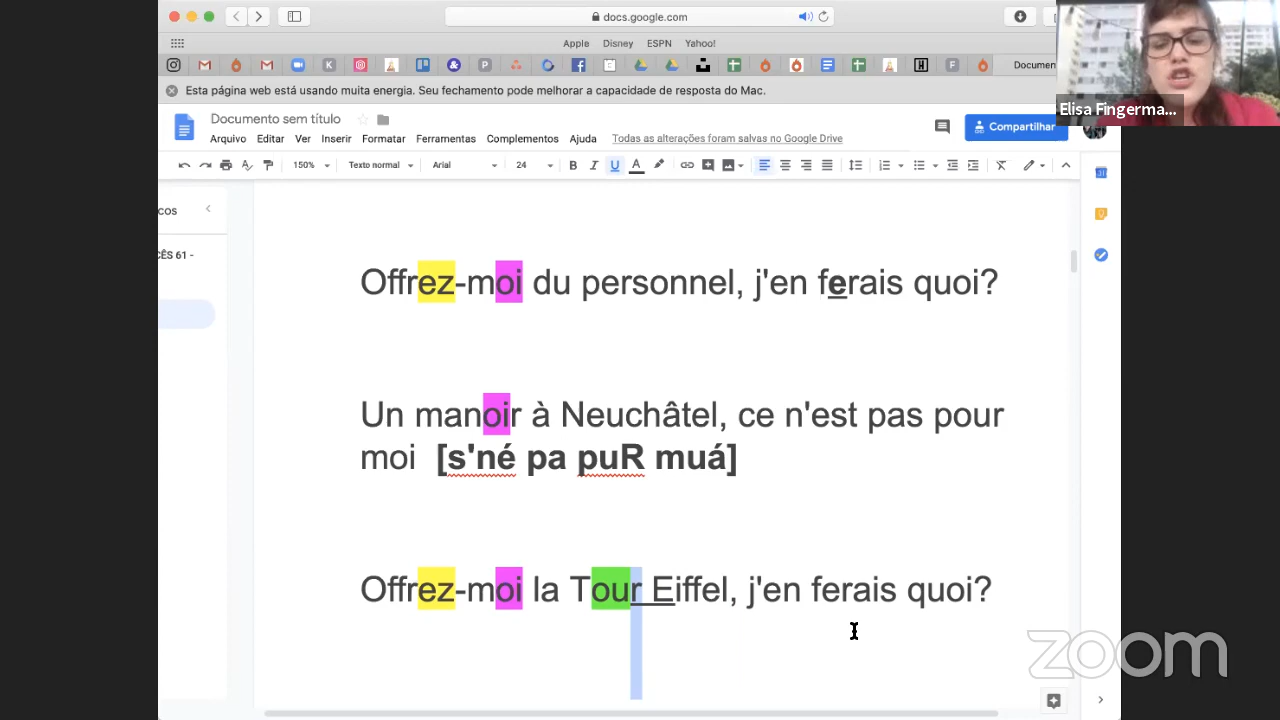 docs.google.com
Apple Disney ESPN Yahoo!
Documen
Esta página web está usando muita energia. Seu fechamento pode melhorar a capacidade de resposta do Mac.
Elisa Fingerma...
Documento sem título
Compartilhar
Arquivo Editar Ver Inserir Formatar Ferramentas Complementos Ajuda Todas as alterações foram salvas no Google Drive
150% Texto normal Arial 24 B I U A
cos
CÊS 61 -
Offrez-moi du personnel, j'en ferais quoi?
Un manoir à Neuchâtel, ce n'est pas pour
moi [s'né pa puR muá]
Offrez-moi la Tour Eiffel, j'en ferais quoi?
zoom